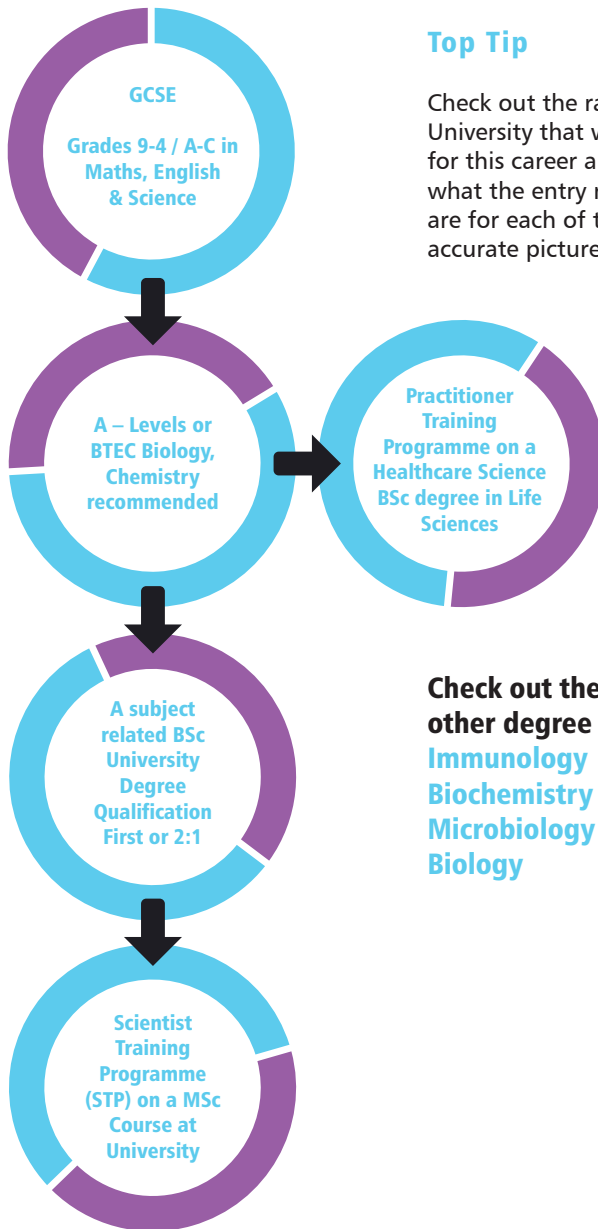 GCSE
Grades 9-4 / A-C in
Maths, English
& Science
Top Tip
Check out the
University that
for this career
what the entry
are for each of
accurate picture
A – Levels or
BTEC Biology,
Chemistry
recommended
Practitioner
Training
Programme on a
Healthcare Science
BSc degree in Life
Sciences
A subject
related BSc
University
Degree
Qualification
First or 2:1
Check out the
other degree
Immunology
Biochemistry
Microbiology
Biology
Scientist
Training
Programme
(STP) on a MSc
Course at
University